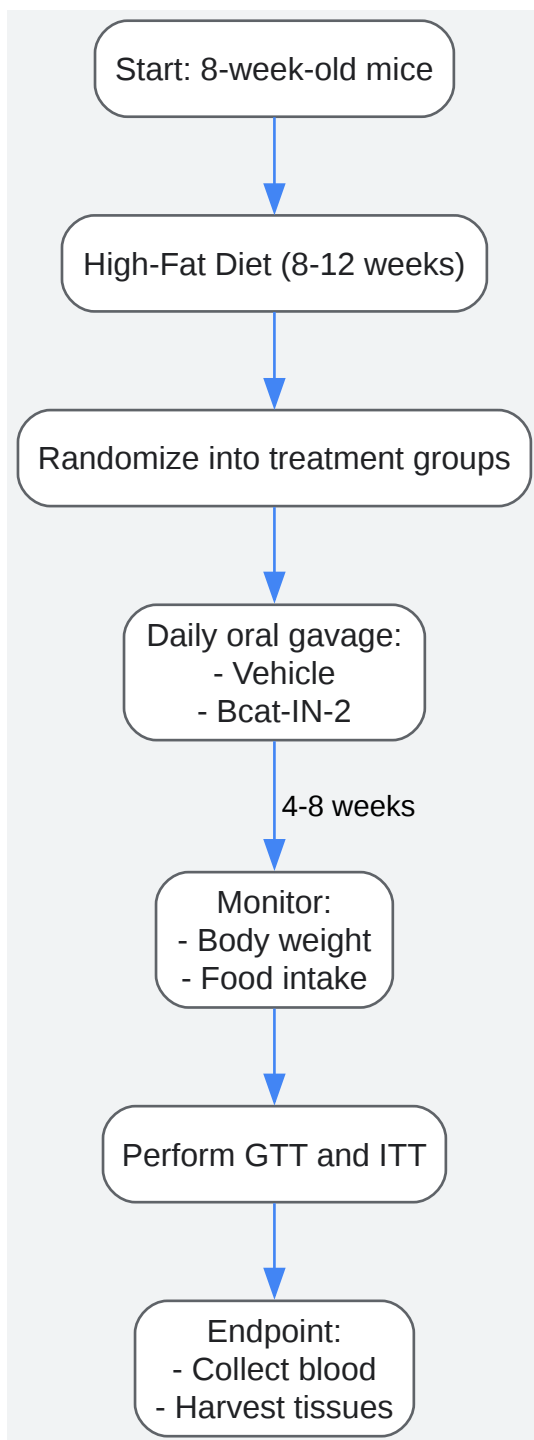 Start: 8-week-old mice
High-Fat Diet (8-12 weeks)
Randomize into treatment groups
Daily oral gavage:
- Vehicle
- Bcat-IN-2
4-8 weeks
Monitor:
- Body weight
- Food intake
Perform GTT and ITT
Endpoint:
- Collect blood
- Harvest tissues